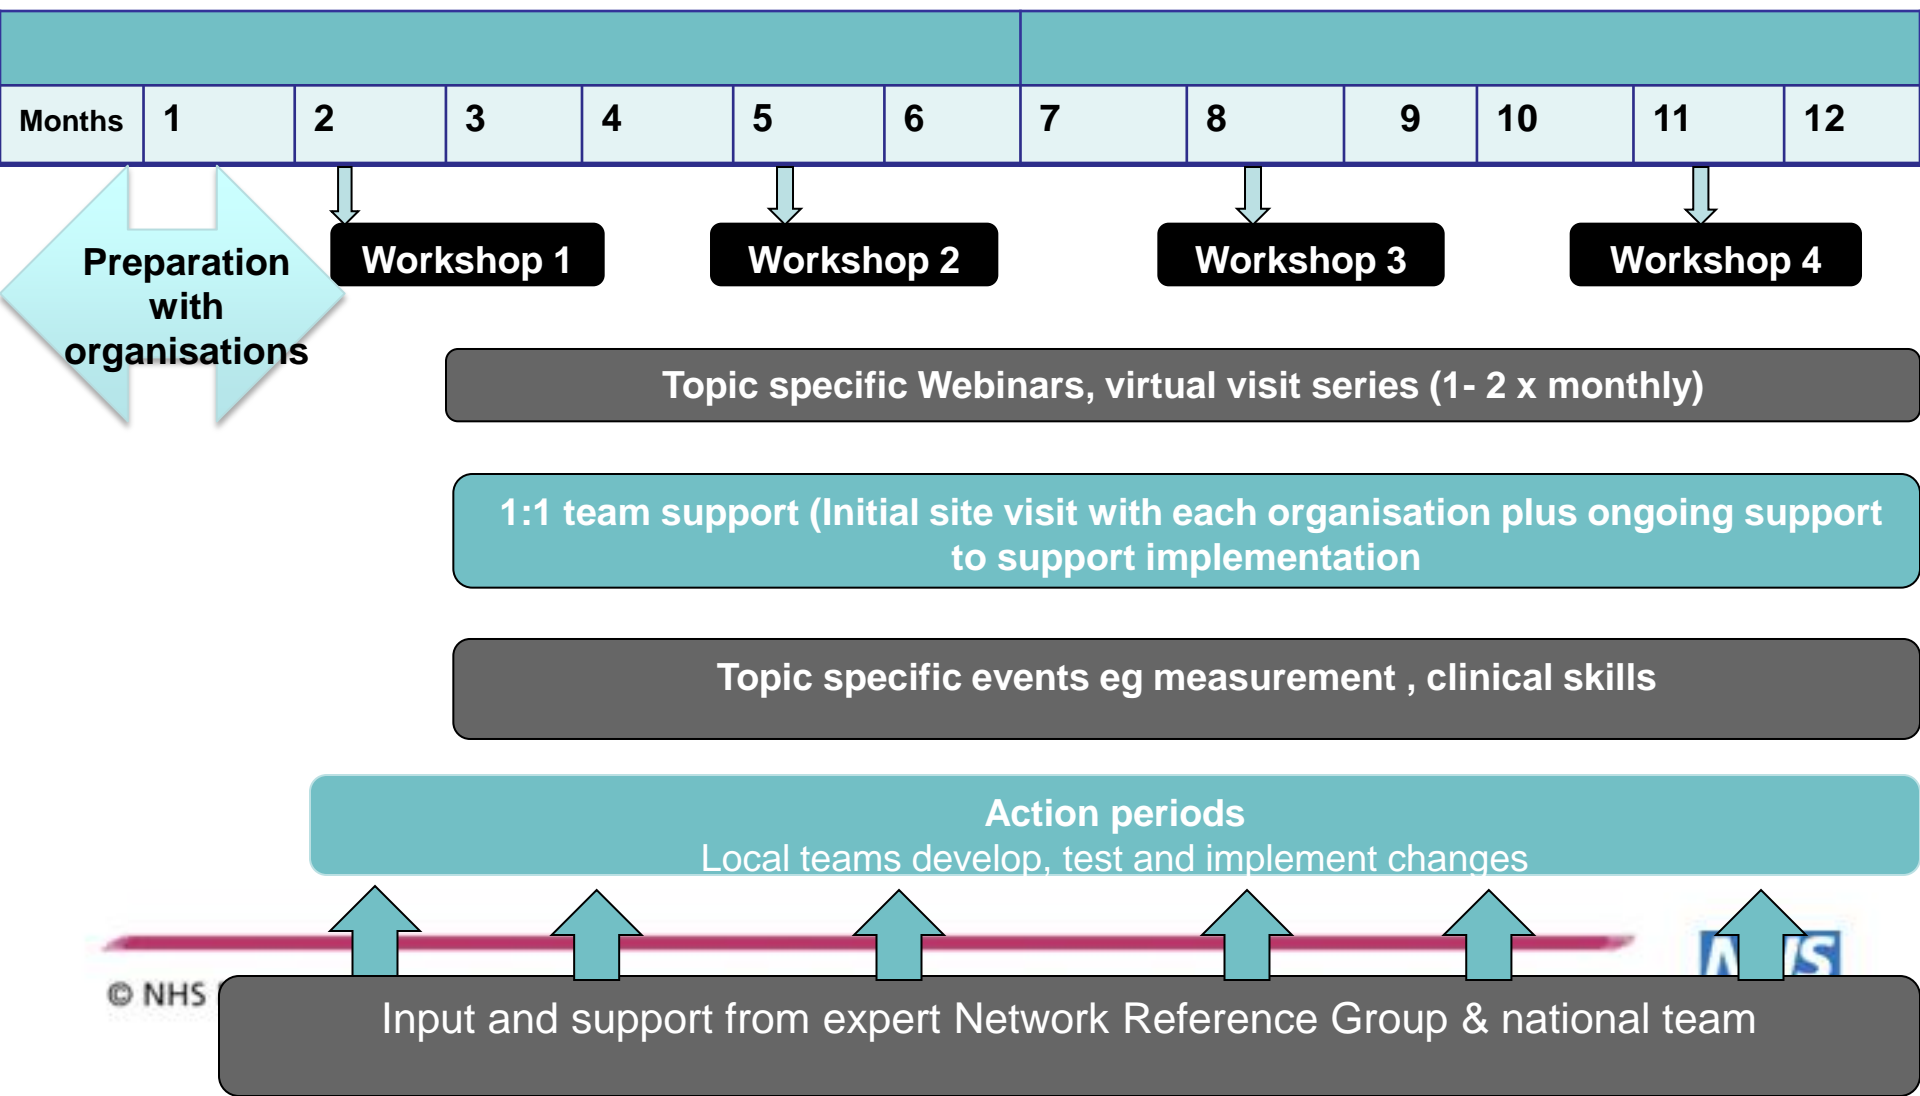 Months 1 2 3 4 5 6 7 8 9 10 11 12
Preparation
with
organisations
Workshop 1
Workshop 2
Workshop 3
Workshop 4
Topic specific Webinars, virtual visit series (1- 2 x monthly)
1:1 team support (Initial site visit with each organisation plus ongoing support
to support implementation
Topic specific events eg measurement , clinical skills
Action periods
Local teams develop, test and implement changes
© NHS
NHS
Input and support from expert Network Reference Group & national team